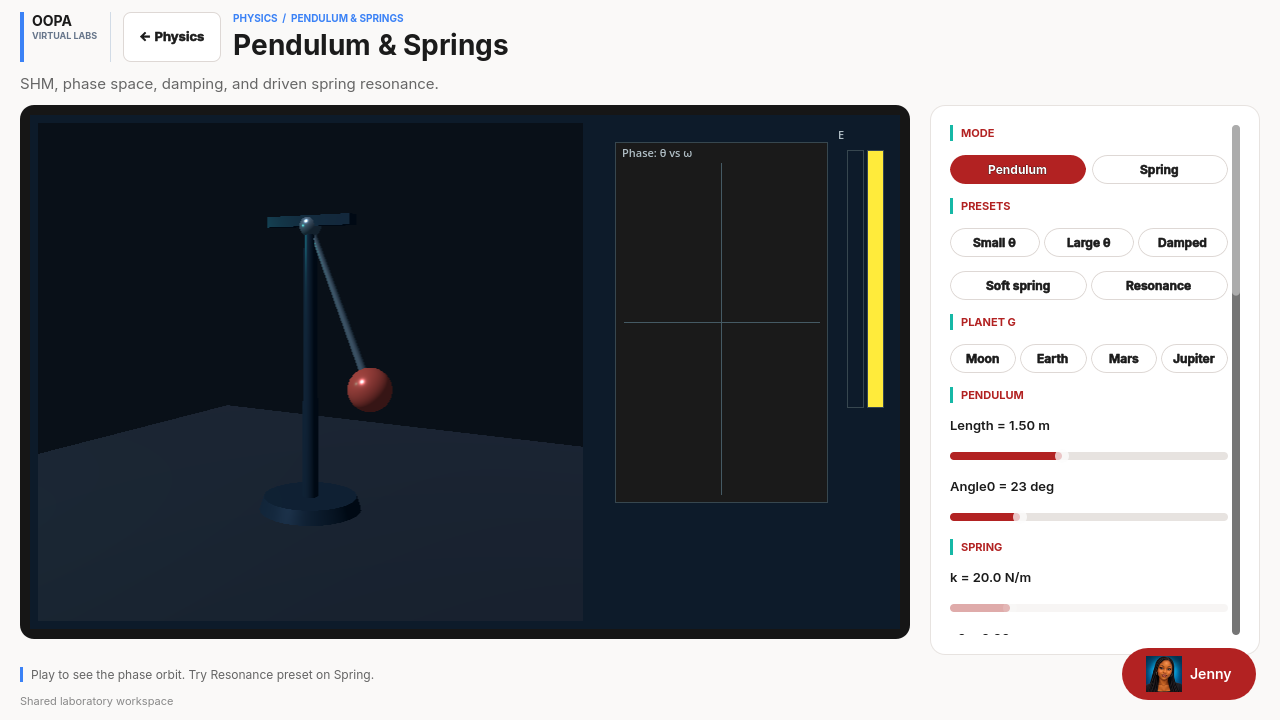 OOPA
VIRTUAL LABS
← Physics
PHYSICS / PENDULUM & SPRINGS
Pendulum & Springs
SHM, phase space, damping, and driven spring resonance.
Phase: θ vs ω
E
MODE
Pendulum
Spring
PRESETS
Small θ
Large θ
Damped
Soft spring
Resonance
PLANET G
Moon
Earth
Mars
Jupiter
PENDULUM
Length = 1.50 m
Angle0 = 23 deg
SPRING
k = 20.0 N/m
Play to see the phase orbit. Try Resonance preset on Spring.
Shared laboratory workspace
Jenny